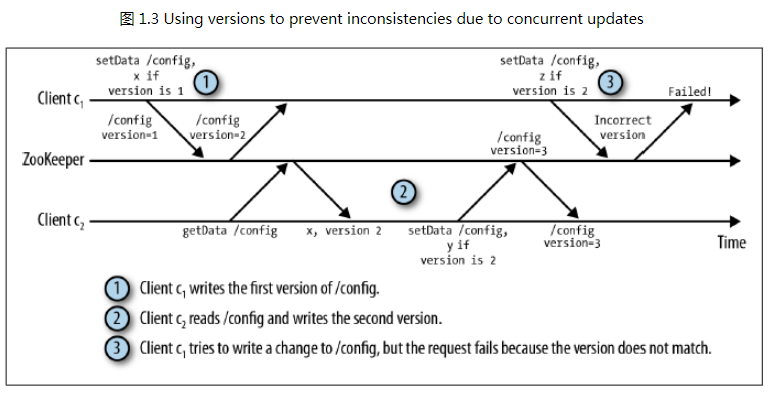 图 1.3 Using versions to prevent inconsistencies due to concurrent updates
setData /config,
x if
version is 1
1
setData /config,
z if
version is 2
3
Failed!
Client c1
/config
version=1
/config
version=2
Incorrect
version
/config
version=3
ZooKeeper
2
Client c2
getData /config
x, version 2
setData /config,
y if
version is 2
/config
version=3
Time
1 Client c1 writes the first version of /config.
2 Client c2 reads /config and writes the second version.
3 Client c1 tries to write a change to /config, but the request fails because the version does not match.